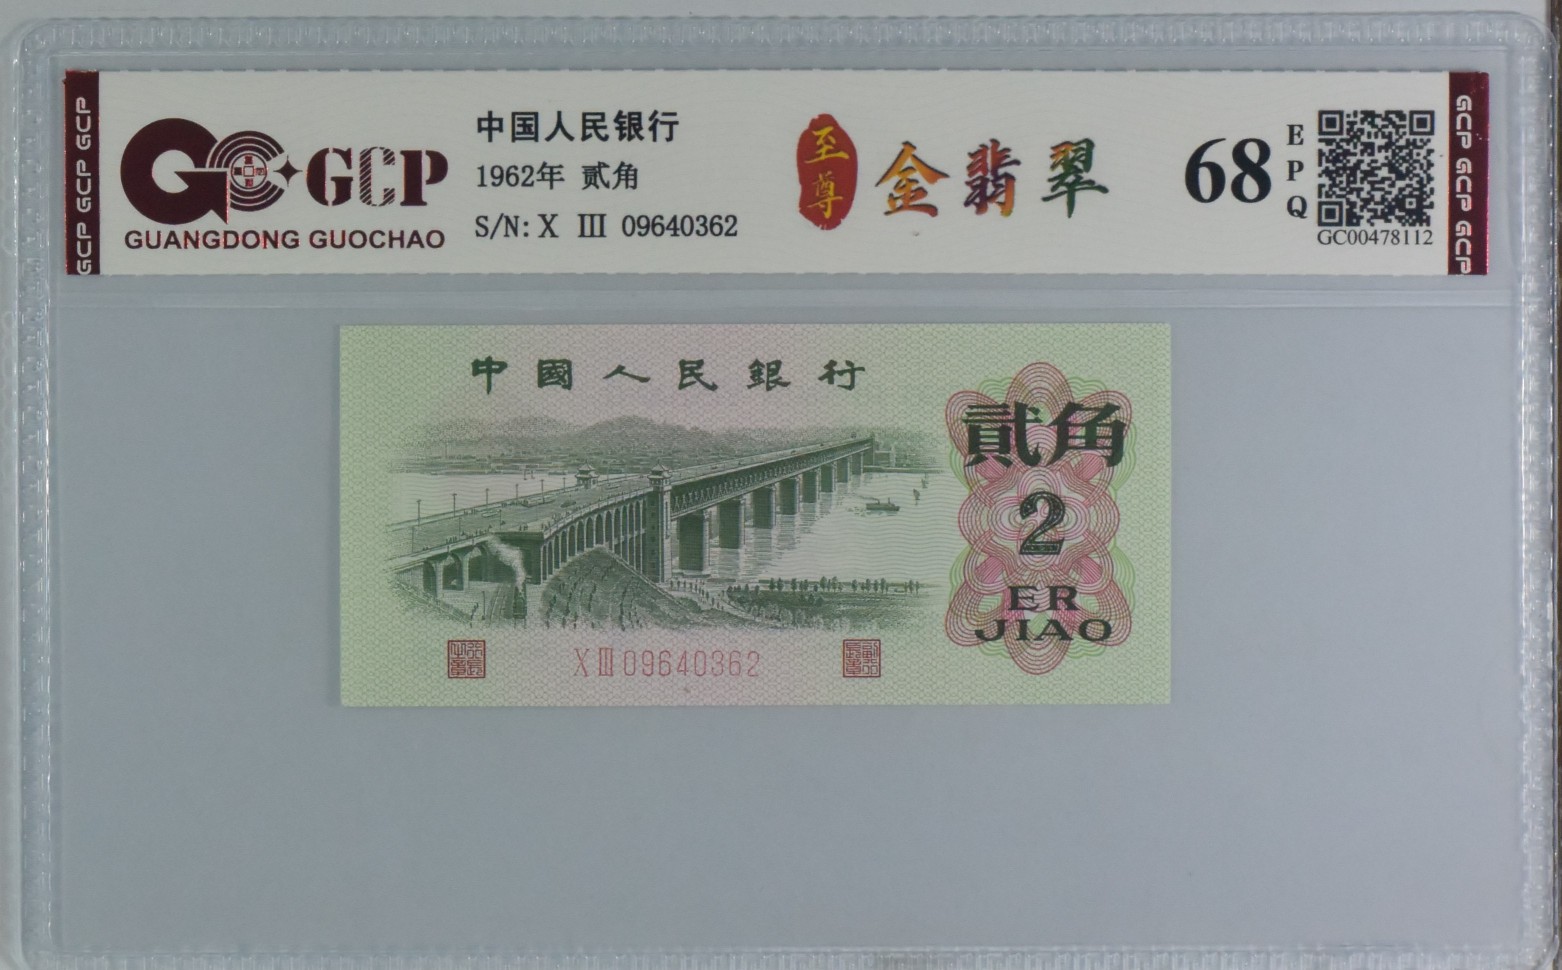 GCP GCP GCP
GCP
GUANGDONG GUOCHAO
中国人民银行
1962年 贰角
S/N: X III 09640362
至尊
金翡翠
68
EPQ
GC00478112
GCP GCP GCP
中國人民銀行
貳角
2
ER
JIAO
X III 09640362